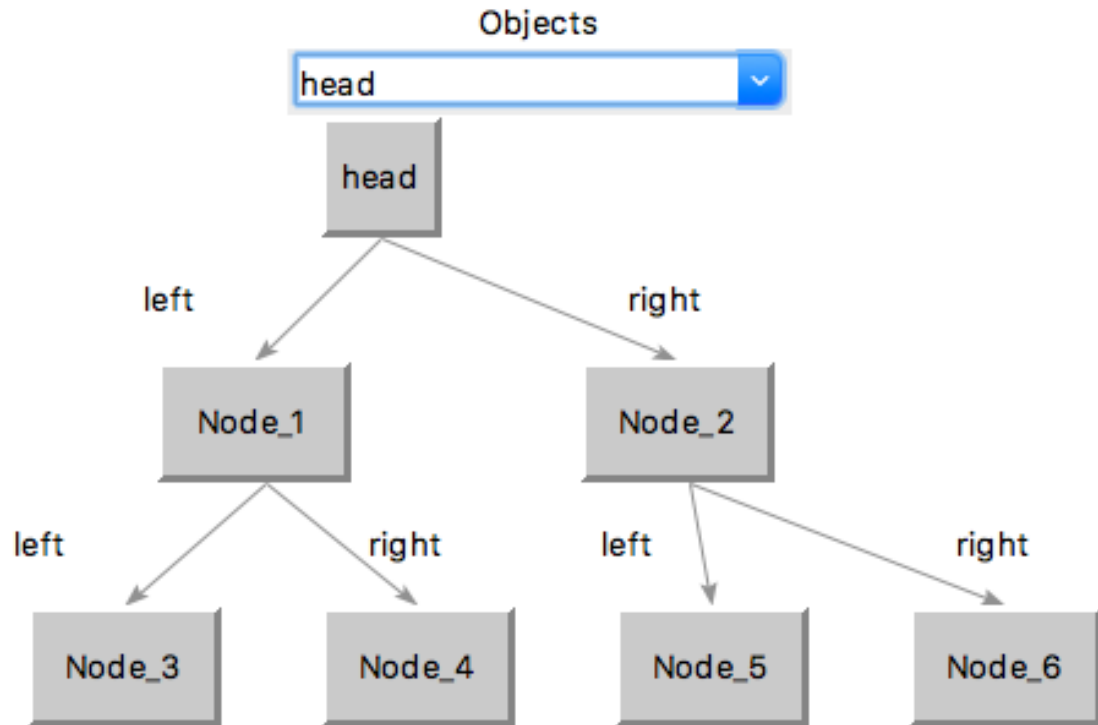 Objects
head
head
left right
Node_1 Node_2
left right left right
Node_3 Node_4 Node_5 Node_6